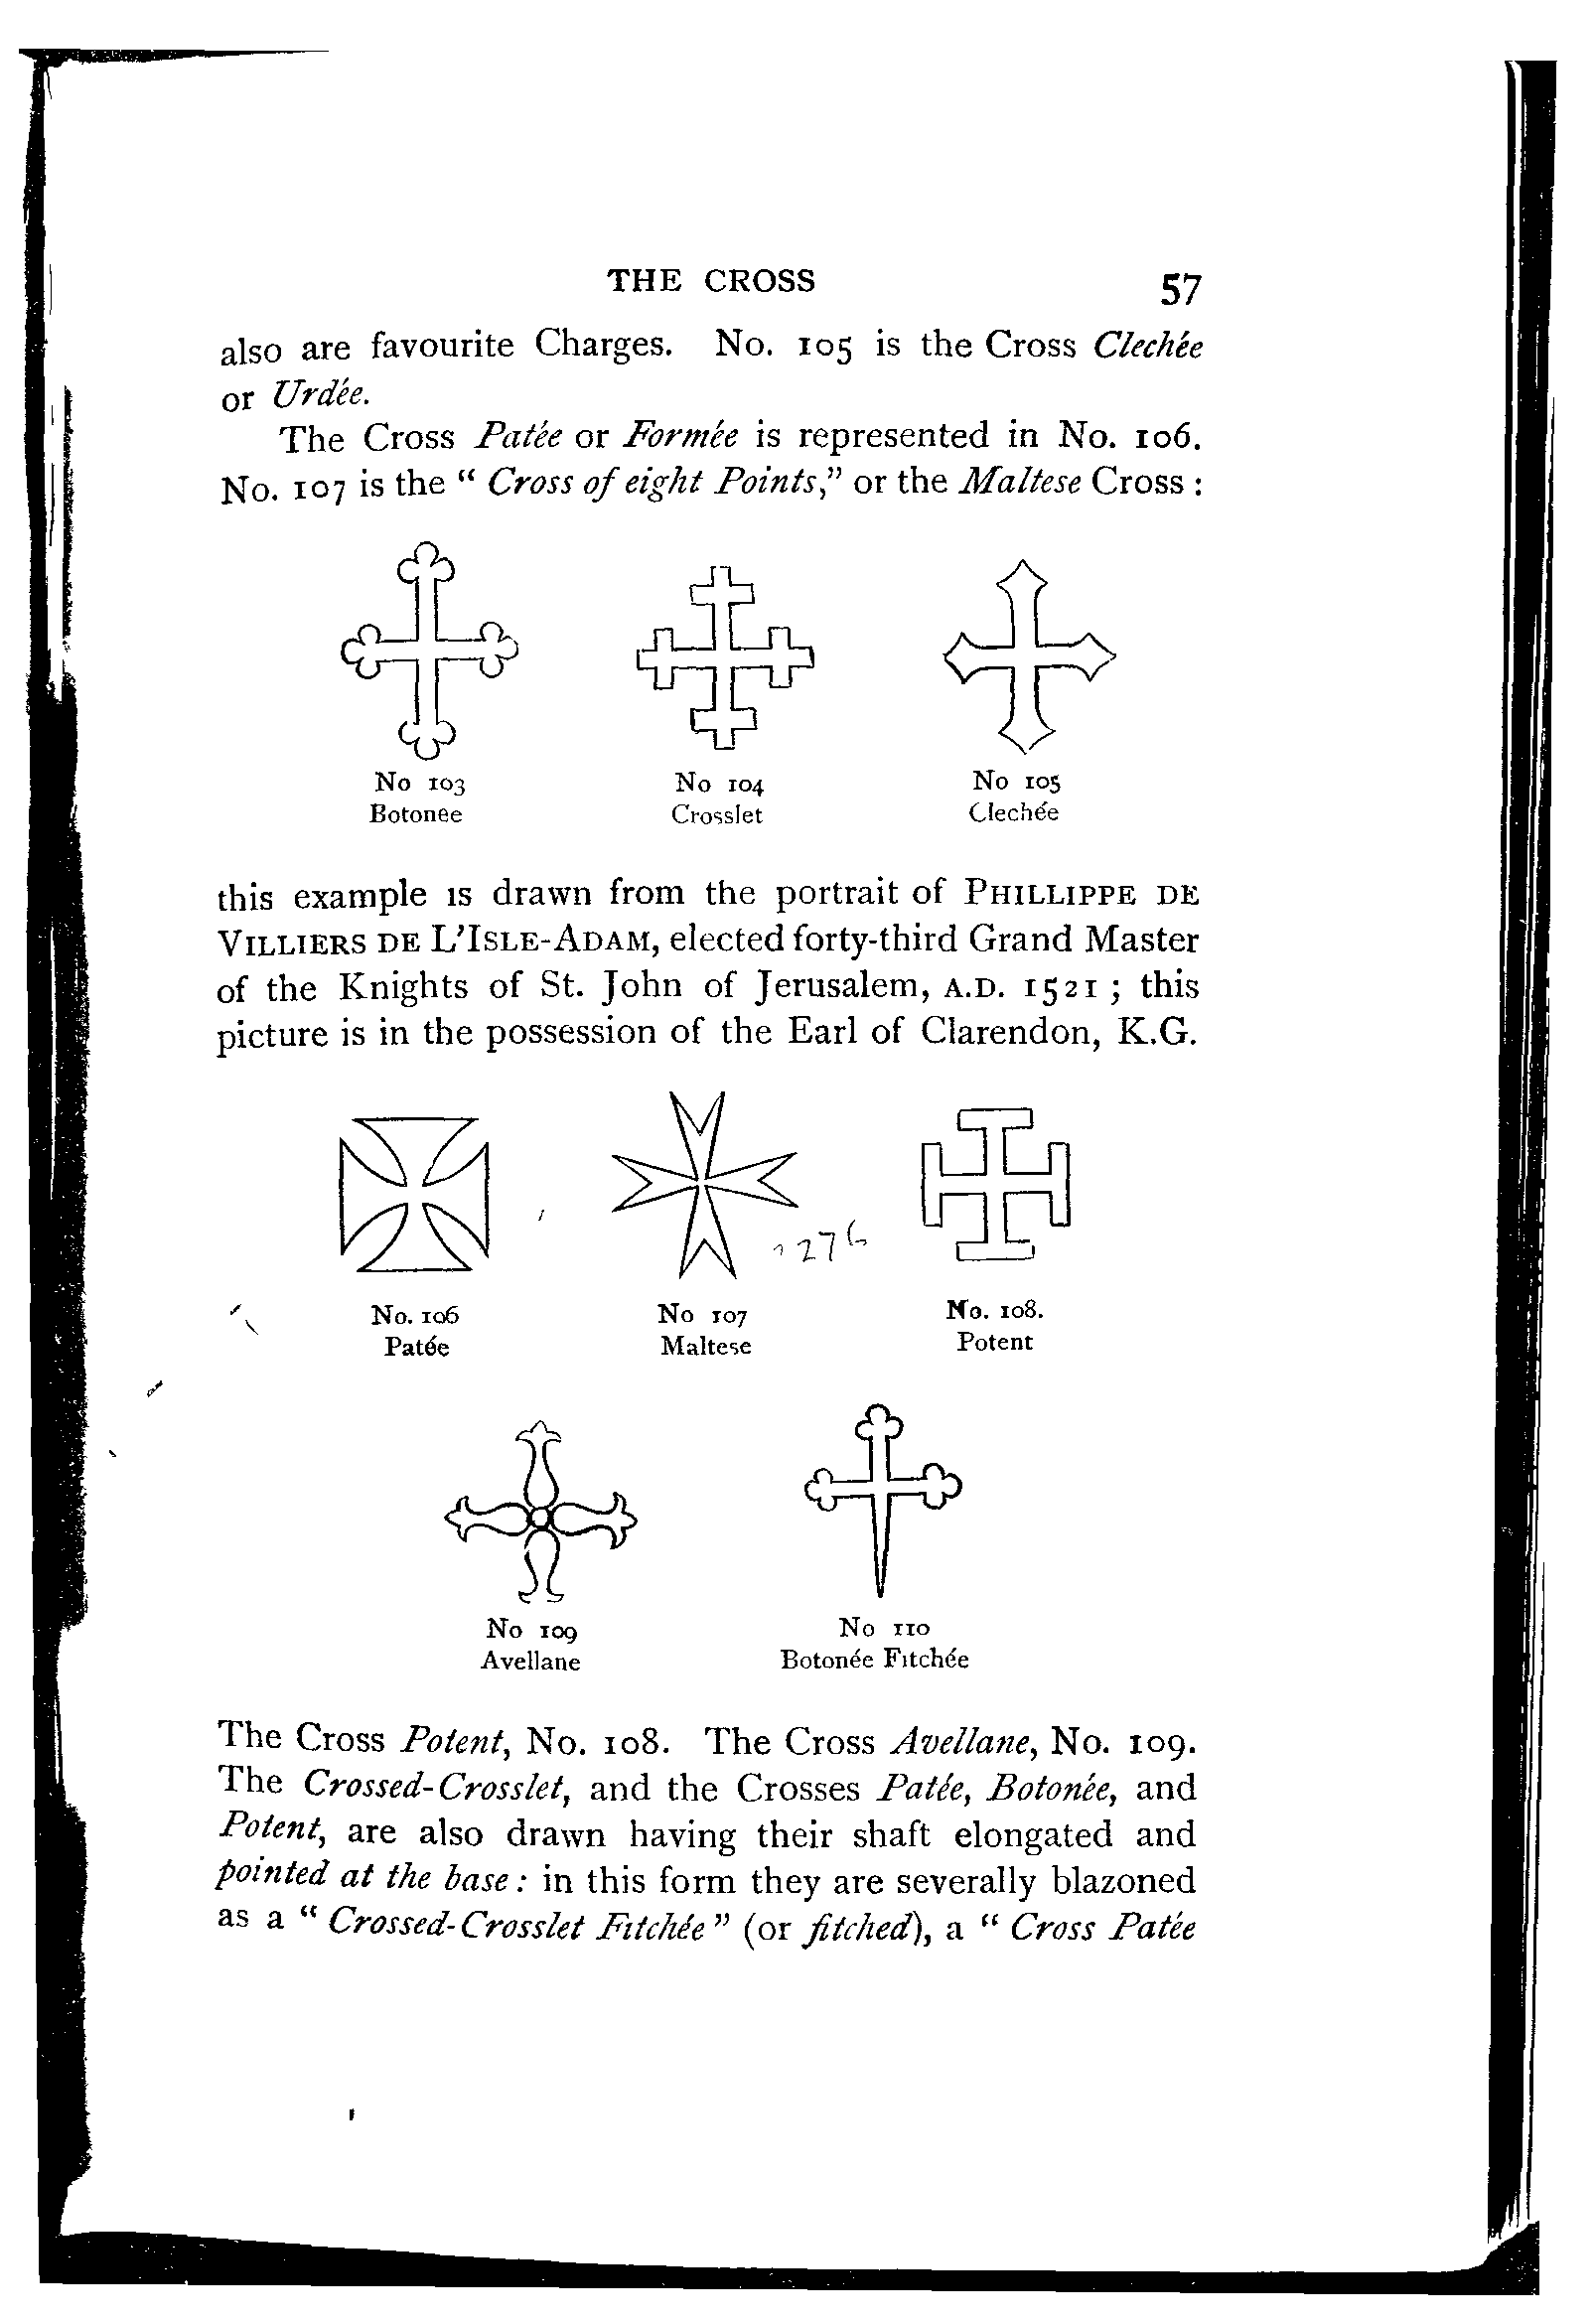 THE CROSS 57
also are favourite Charges. No. 105 is the Cross Clechée
or Urdée.
The Cross Patée or Formée is represented in No. 106.
No. 107 is the “ Cross of eight Points,” or the Maltese Cross :
No 103 No 104 No 105
Botonee Crosslet Clechée
this example is drawn from the portrait of PHILLIPPE DE
VILLIERS DE L’ISLE-ADAM, elected forty-third Grand Master
of the Knights of St. John of Jerusalem, A.D. 1521 ; this
picture is in the possession of the Earl of Clarendon, K.G.
276
No. 106 No 107 No. 108.
Patée Maltese Potent
No 109 No 110
Avellane Botonée Fitchée
The Cross Potent, No. 108. The Cross Avellane, No. 109.
The Crossed-Crosslet, and the Crosses Patée, Botonée, and
Potent, are also drawn having their shaft elongated and
pointed at the base : in this form they are severally blazoned
as a “ Crossed-Crosslet Fitchée ” (or fitched), a “ Cross Patée